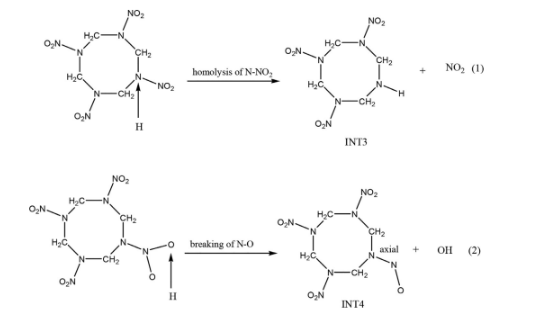 NO₂
H₂C N
O₂N N CH₂
H₂C N NO₂
N CH₂
O₂N
H
homolysis of N-NO₂
NO₂
H₂C N
O₂N N CH₂
H₂C N H
N CH₂
O₂N
INT3
+ NO₂ (1)
NO₂
H₂C N
O₂N N CH₂
H₂C N N O
N CH₂ O
O₂N
H
breaking of N-O
NO₂
H₂C N
O₂N N CH₂
H₂C N axial
N CH₂ N
O₂N O
INT4
+ OH (2)